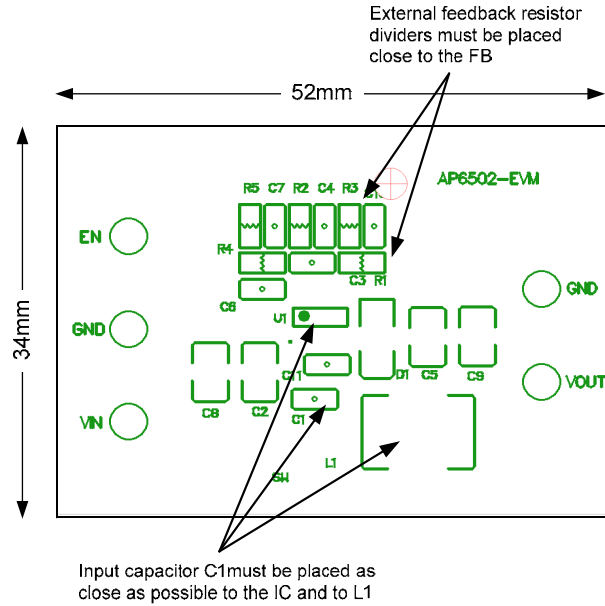 External feedback resistor
dividers must be placed
close to the FB
52mm
34mm
AP6502-EVM
R5 C7 R2 C4 R3
EN
R4
C3 R1
C6
GND
U1
GND
C11
D1 C5 C9
VOUT
C8 C2
C1
VIN
L1
SW
Input capacitor C1must be placed as
close as possible to the IC and to L1